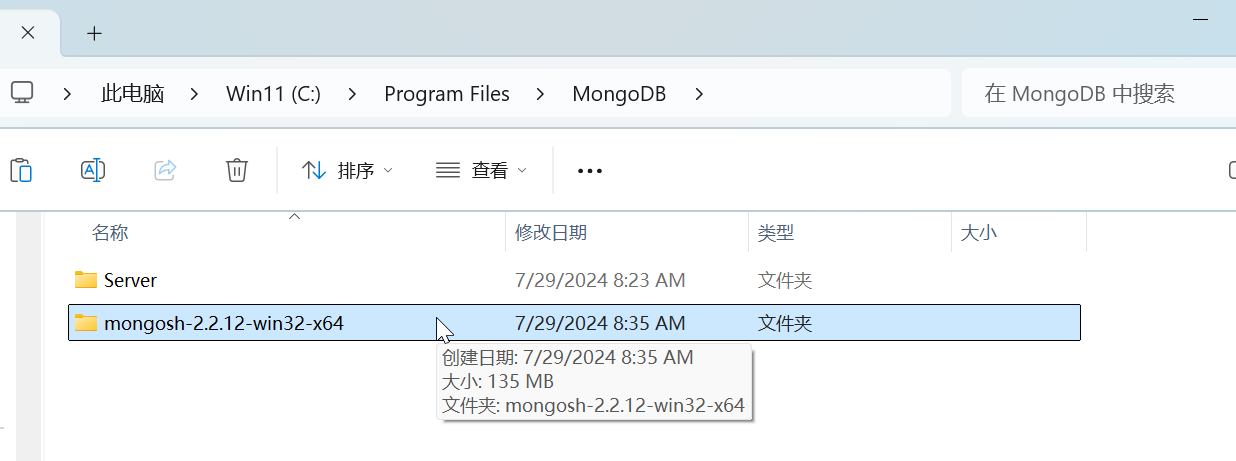 此电脑 Win11 (C:) Program Files MongoDB 在 MongoDB 中搜索
排序 查看
名称 修改日期 类型 大小
Server 7/29/2024 8:23 AM 文件夹
mongosh-2.2.12-win32-x64 7/29/2024 8:35 AM 文件夹
创建日期: 7/29/2024 8:35 AM
大小: 135 MB
文件夹: mongosh-2.2.12-win32-x64